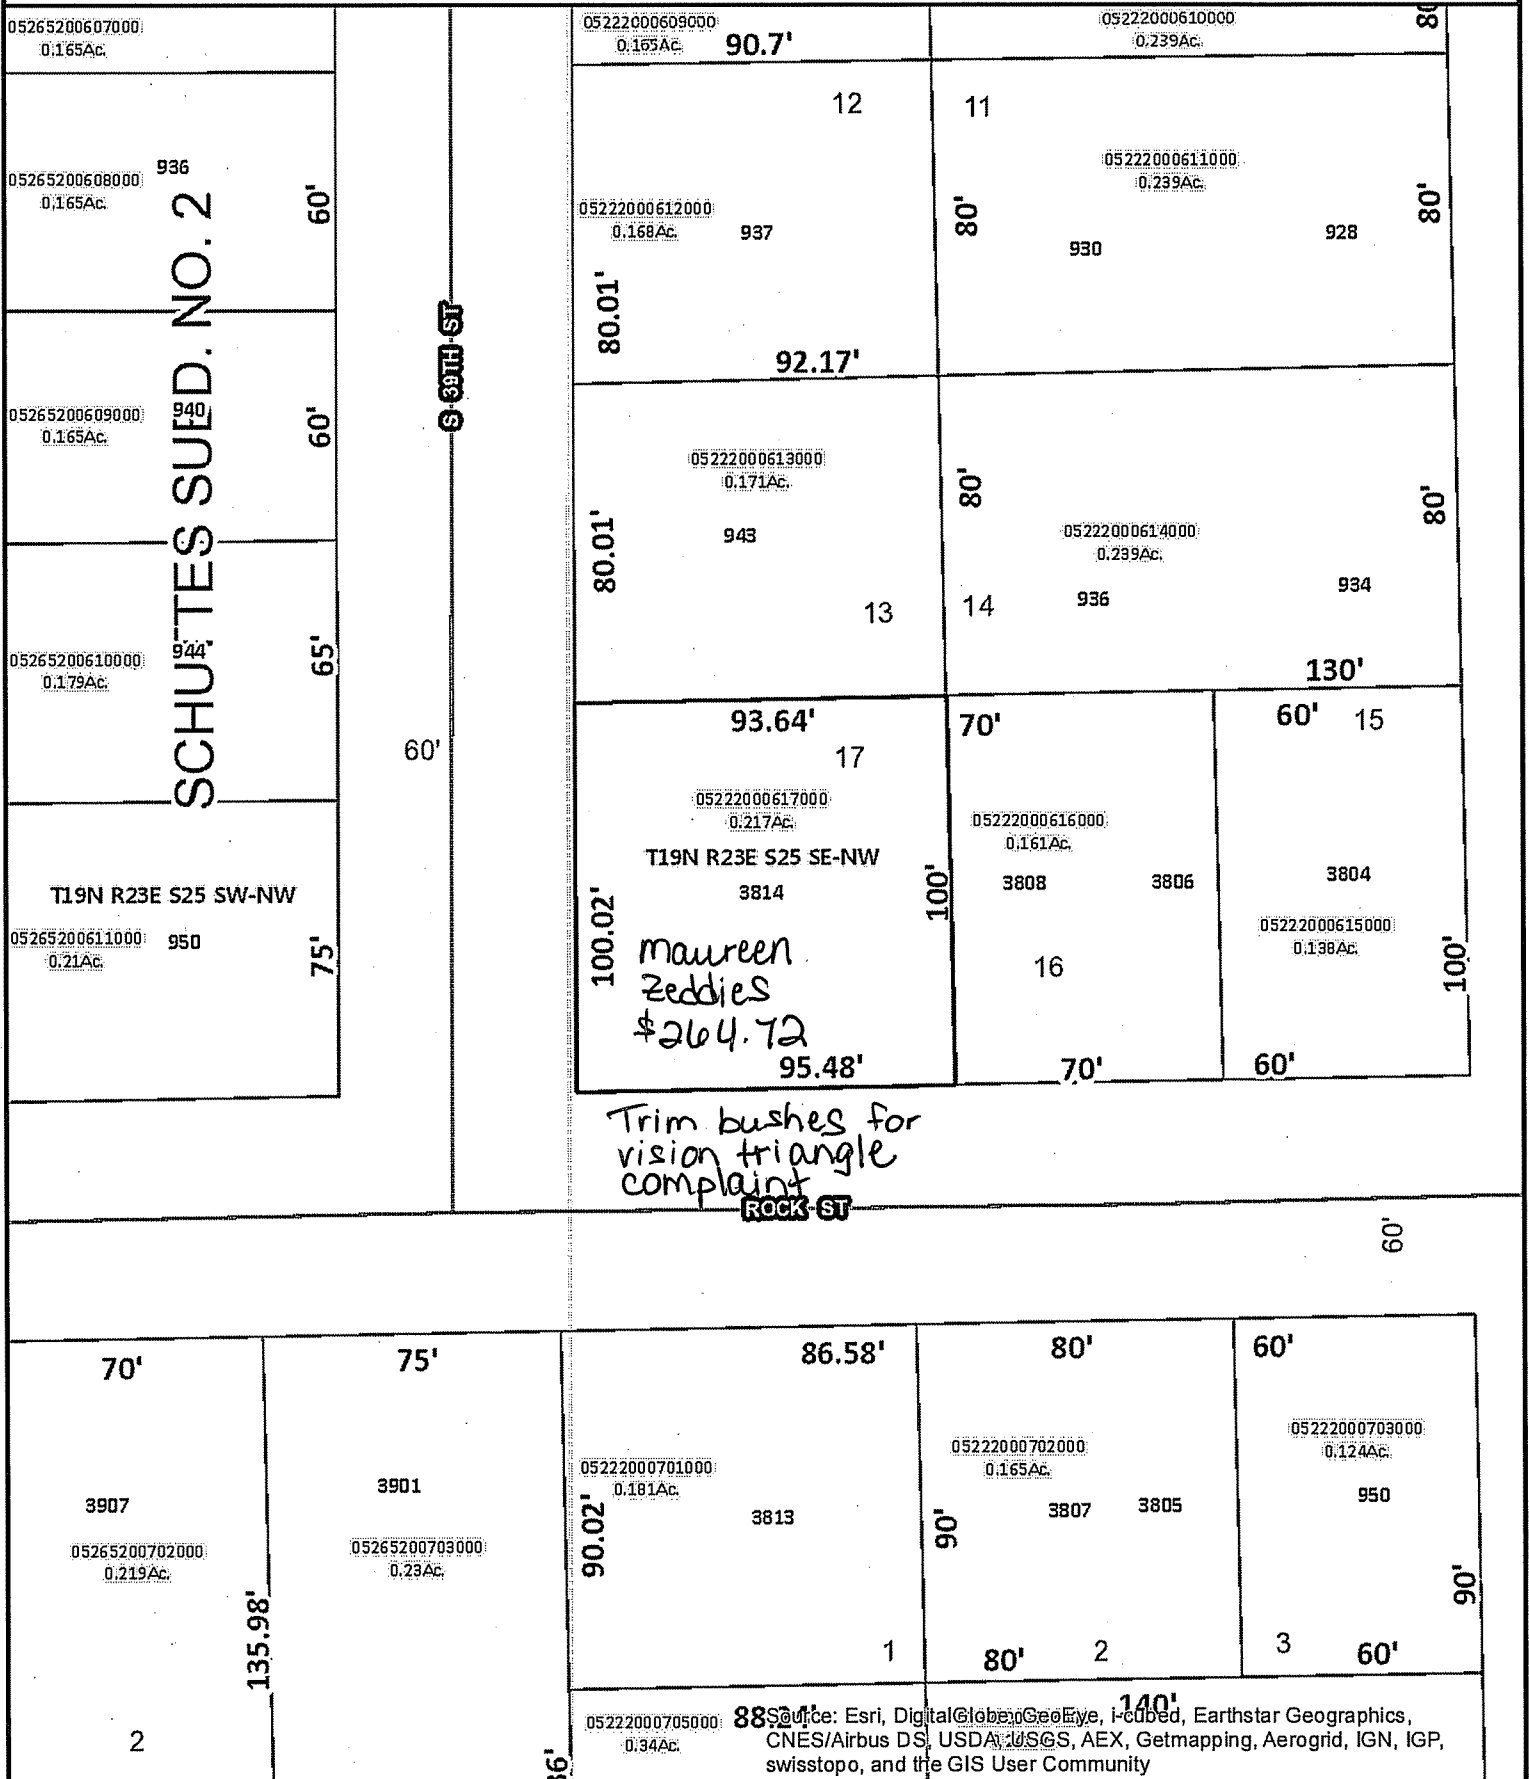 05265200607000
0.165Ac.
05222000609000
0.165Ac.
90.7'
05222000610000
0.239Ac.
80
12
11
936
05265200608000
0.165Ac.
60'
SCHUTTES SUBD. NO. 2
05222000612000
0.168Ac.
937
80'
05222000611000
0.239Ac.
930
928
80'
80.01'
S 39TH ST
92.17'
05265200609000
0.165Ac.
940
60'
05222000613000
0.171Ac.
943
80.01'
13
80'
14
05222000614000
0.239Ac.
936
934
80'
130'
05265200610000
0.179Ac.
944
65'
60'
93.64'
17
05222000617000
0.217Ac.
T19N R23E S25 SE-NW
3814
100.02'
100'
maureen
zeddies
$264.72
95.48'
70'
05222000616000
0.161Ac.
3808
3806
16
70'
60'
15
3804
05222000615000
0.138Ac.
100'
60'
T19N R23E S25 SW-NW
05265200611000
0.21Ac.
950
75'
Trim bushes for
vision triangle
complaint
ROCK ST
60'
70'
75'
86.58'
80'
60'
3907
05265200702000
0.219Ac.
135.98'
2
3901
05265200703000
0.23Ac.
05222000701000
0.181Ac.
90.02'
3813
1
05222000702000
0.165Ac.
90'
3807
3805
80'
2
05222000703000
0.124Ac.
950
90'
3
60'
05222000705000
0.34Ac.
88.24'
140'
36'
Source: Esri, DigitalGlobe, GeoEye, i-cubed, Earthstar Geographics,
CNES/Airbus DS, USDA, USGS, AEX, Getmapping, Aerogrid, IGN, IGP,
swisstopo, and the GIS User Community